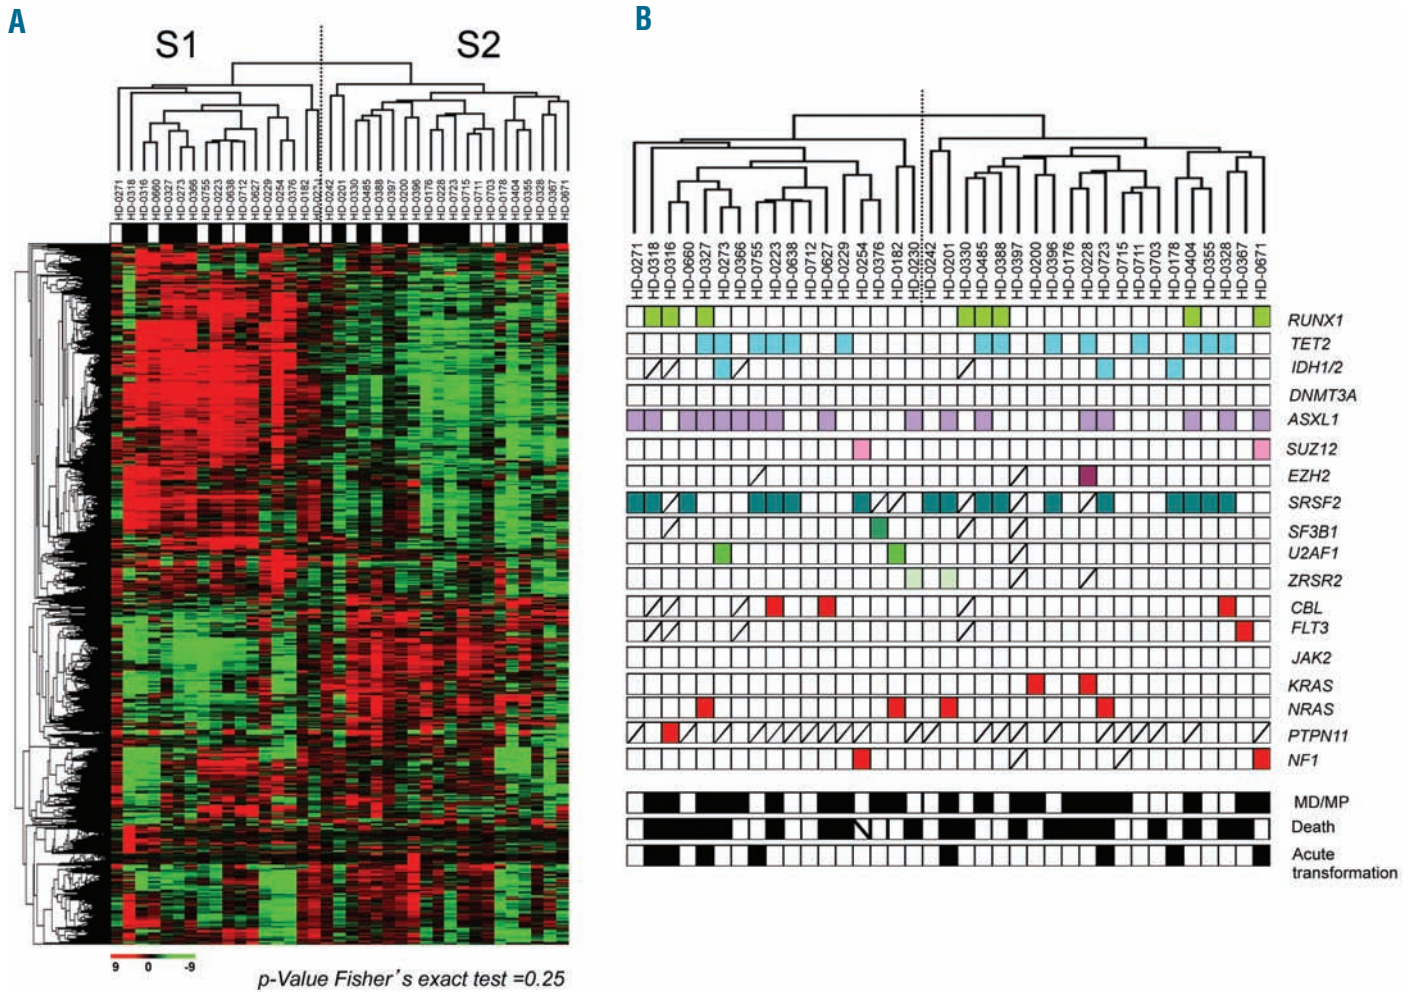 A
B
S1
S2
HD-0271
HD-0318
HD-0316
HD-0660
HD-0327
HD-0273
HD-0366
HD-0755
HD-0223
HD-0638
HD-0712
HD-0627
HD-0229
HD-0254
HD-0376
HD-0182
HD-0242
HD-0201
HD-0330
HD-0485
HD-0388
HD-0397
HD-0200
HD-0396
HD-0176
HD-0228
HD-0723
HD-0715
HD-0711
HD-0703
HD-0178
HD-0404
HD-0355
HD-0328
HD-0367
HD-0671
9 0 -9
p-Value Fisher's exact test =0.25
HD-0271
HD-0318
HD-0316
HD-0660
HD-0327
HD-0273
HD-0366
HD-0755
HD-0223
HD-0638
HD-0712
HD-0627
HD-0229
HD-0254
HD-0376
HD-0182
HD-0230
HD-0242
HD-0201
HD-0330
HD-0485
HD-0388
HD-0397
HD-0200
HD-0396
HD-0176
HD-0228
HD-0723
HD-0715
HD-0711
HD-0703
HD-0178
HD-0404
HD-0355
HD-0328
HD-0367
HD-0671
RUNX1
TET2
IDH1/2
DNMT3A
ASXL1
SUZ12
EZH2
SRSF2
SF3B1
U2AF1
ZRSR2
CBL
FLT3
JAK2
KRAS
NRAS
PTPN11
NF1
MD/MP
Death
Acute
transformation